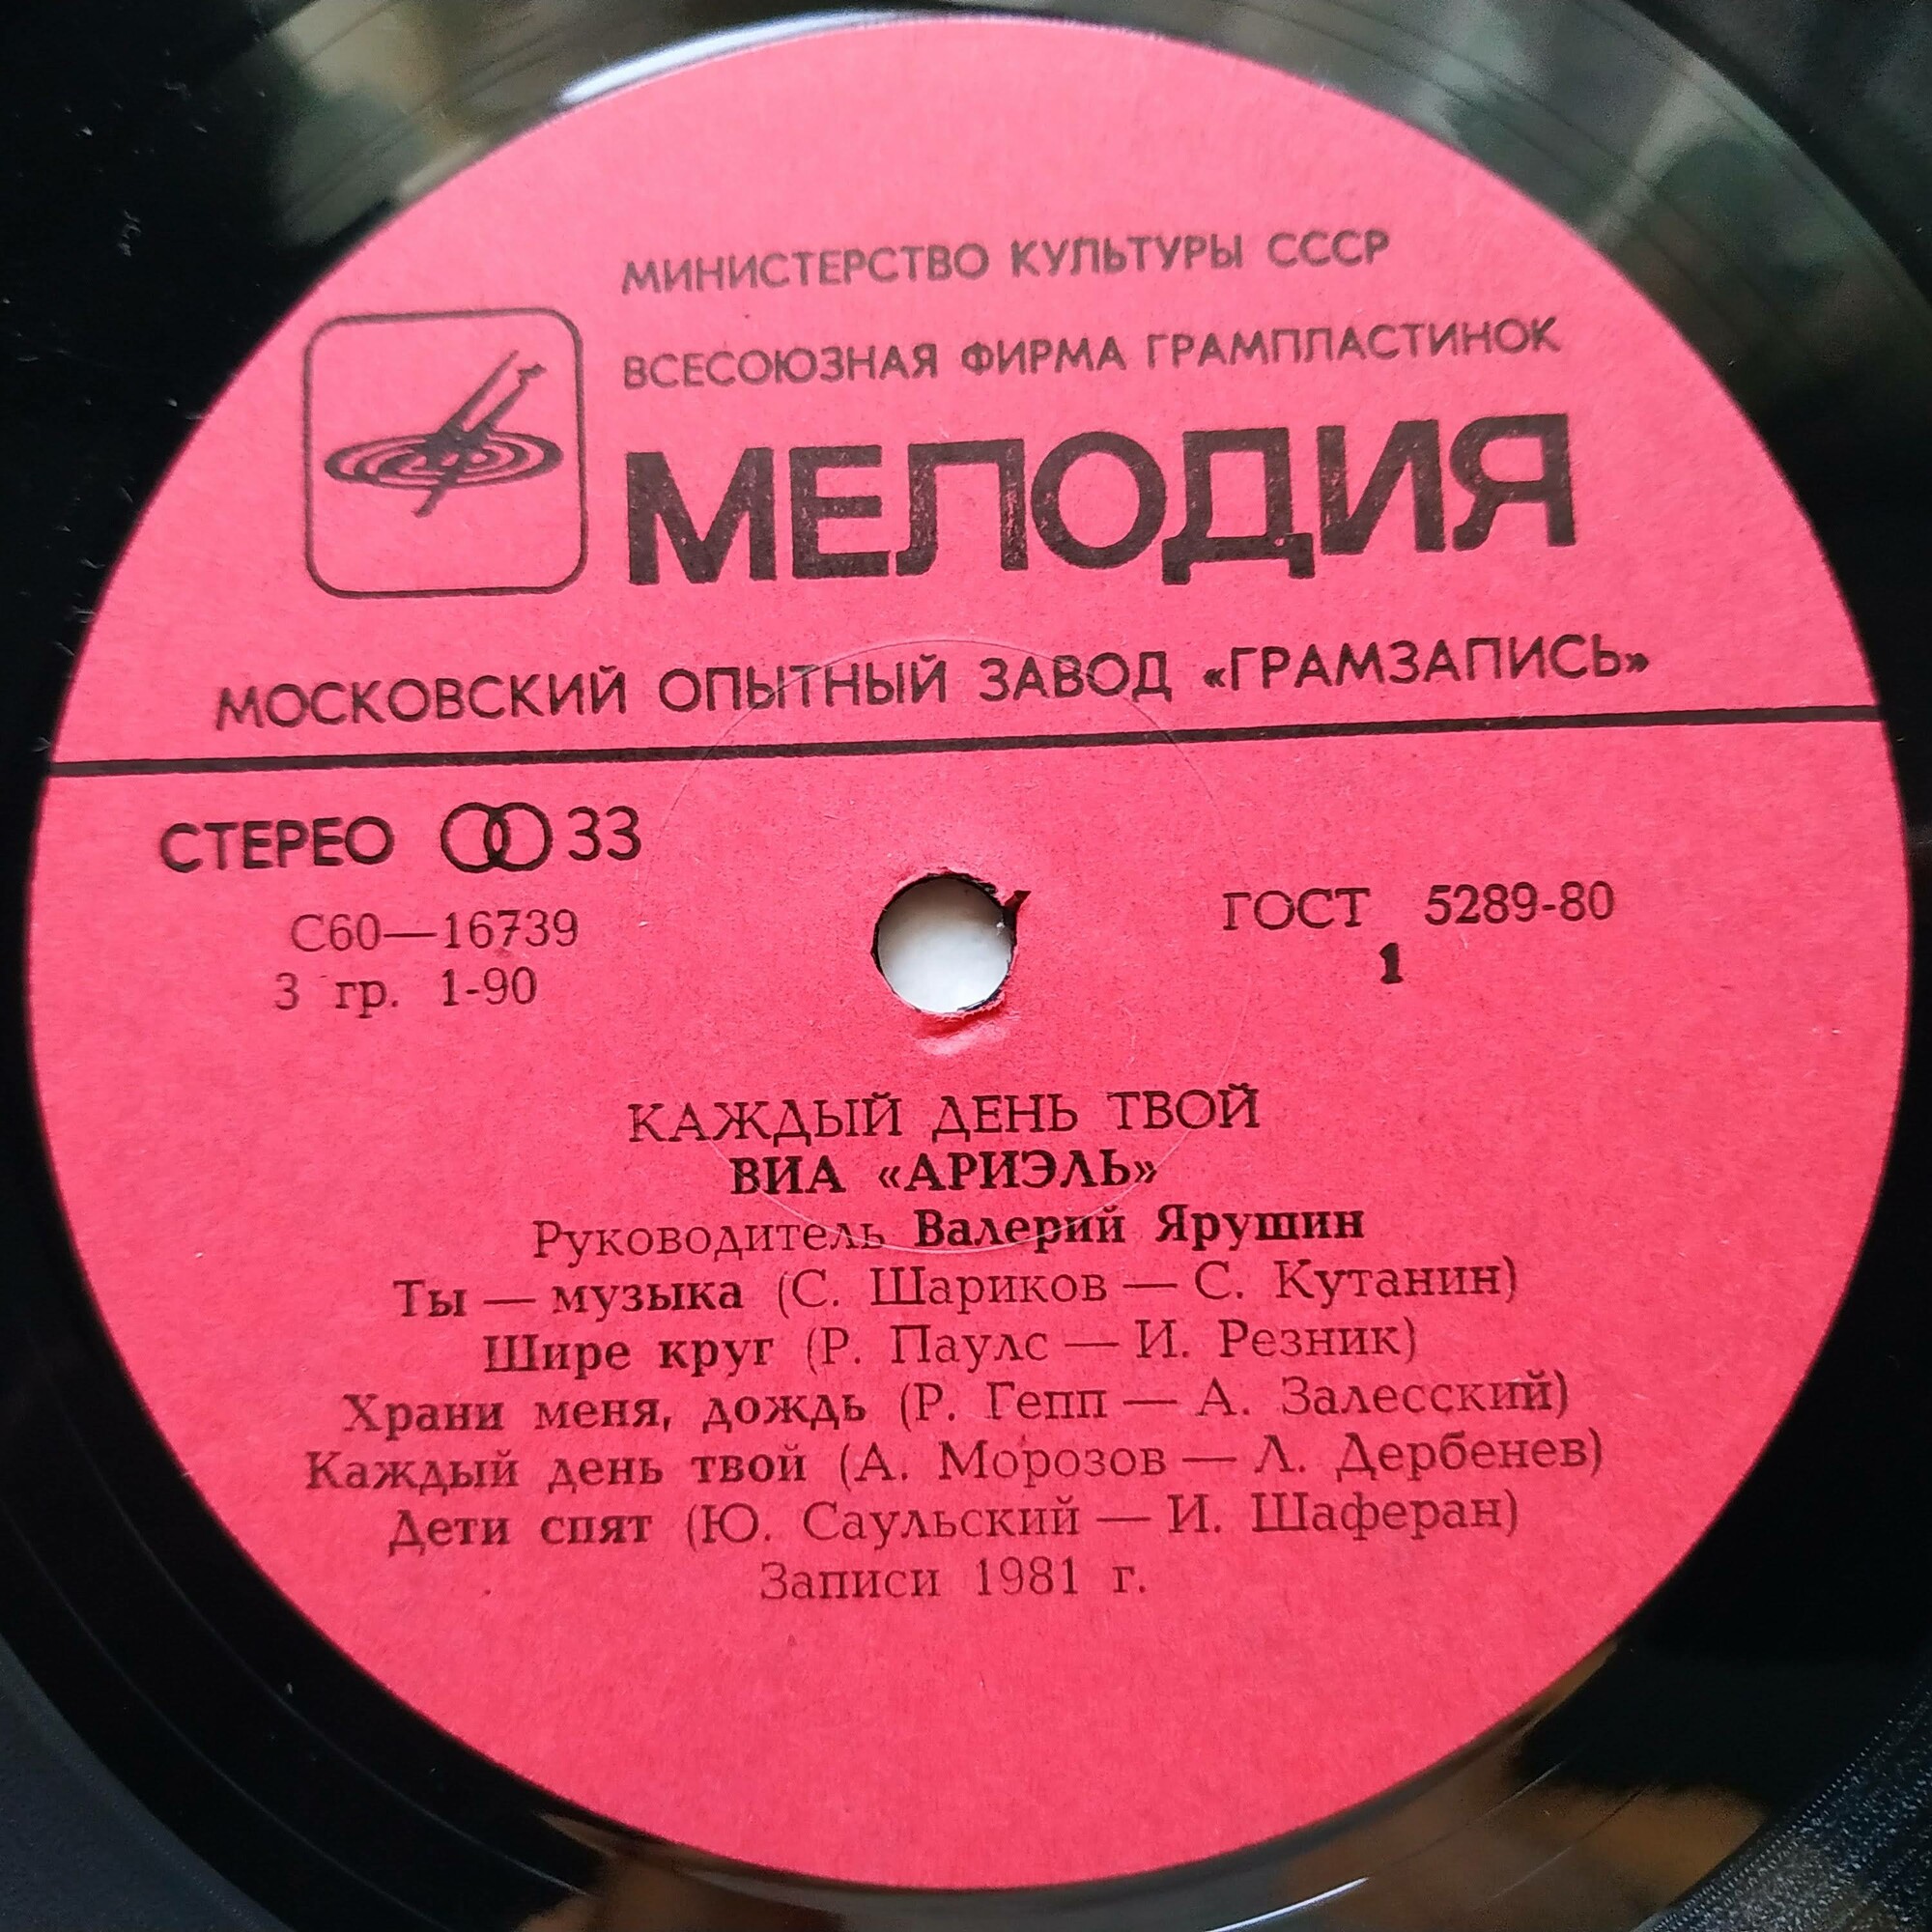 МИНИСТЕРСТВО КУЛЬТУРЫ СССР
ВСЕСОЮЗНАЯ ФИРМА ГРАМПЛАСТИНОК
МЕЛОДИЯ
МОСКОВСКИЙ ОПЫТНЫЙ ЗАВОД «ГРАМЗАПИСЬ»
СТЕРЕО 33
С60—16739
3 гр. 1-90
ГОСТ 5289-80
1
КАЖДЫЙ ДЕНЬ ТВОЙ
ВИА «АРИЭЛЬ»
Руководитель Валерий Ярушин
Ты — музыка (С. Шариков — С. Кутанин)
Шире круг (Р. Паулс — И. Резник)
Храни меня, дождь (Р. Гепп — А. Залесский)
Каждый день твой (А. Морозов — Л. Дербенев)
Дети спят (Ю. Саульский — И. Шаферан)
Записи 1981 г.